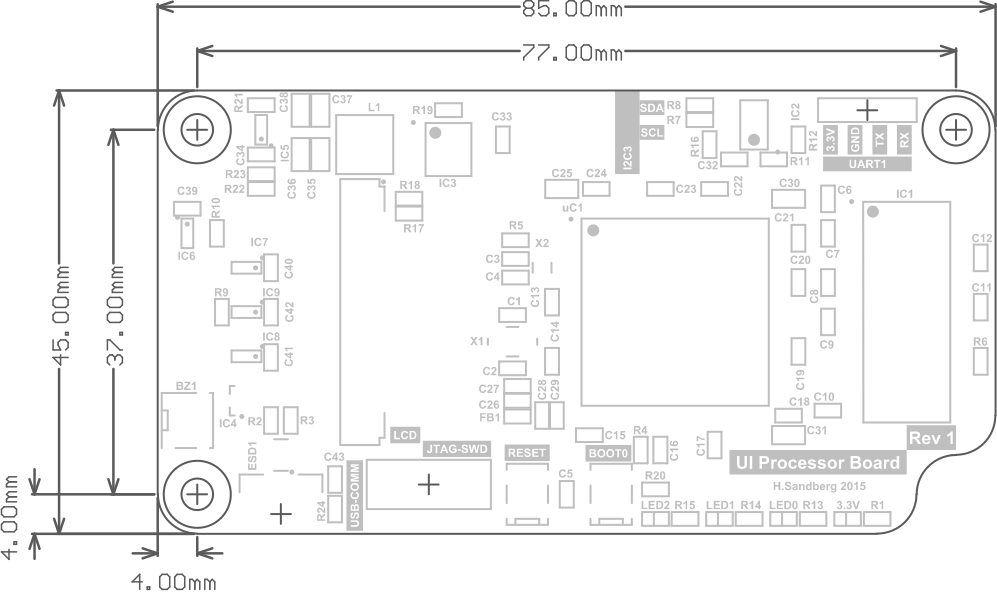 85.00mm
77.00mm
R21
C38
C37
L1
R19
C33
SDA
SCL
I2C3
R8
R7
R16
IC2
R12
3.3V
GND
TX
RX
UART1
C34
IC5
IC3
C32
R11
R23
R22
C36
C35
R18
R17
C25
C24
C23
C22
C30
C6
IC1
C39
R10
IC6
uC1
C21
C7
C12
IC7
C40
R5
X2
C3
C4
C20
C8
R9
IC9
C42
C1
C13
C14
C11
IC8
C41
X1
C9
R6
45.00mm
37.00mm
C2
C19
BZ1
C27
C26
FB1
C28
C29
IC4
R2
R3
C18
C10
LCD
C15
R4
C16
C17
C31
Rev 1
ESD1
C43
JTAG-SWD
RESET
BOOT0
UI Processor Board
R24
USB-COMM
C5
R20
H.Sandberg 2015
LED2
R15
LED1
R14
LED0
R13
3.3V
R1
4.00mm
4.00mm